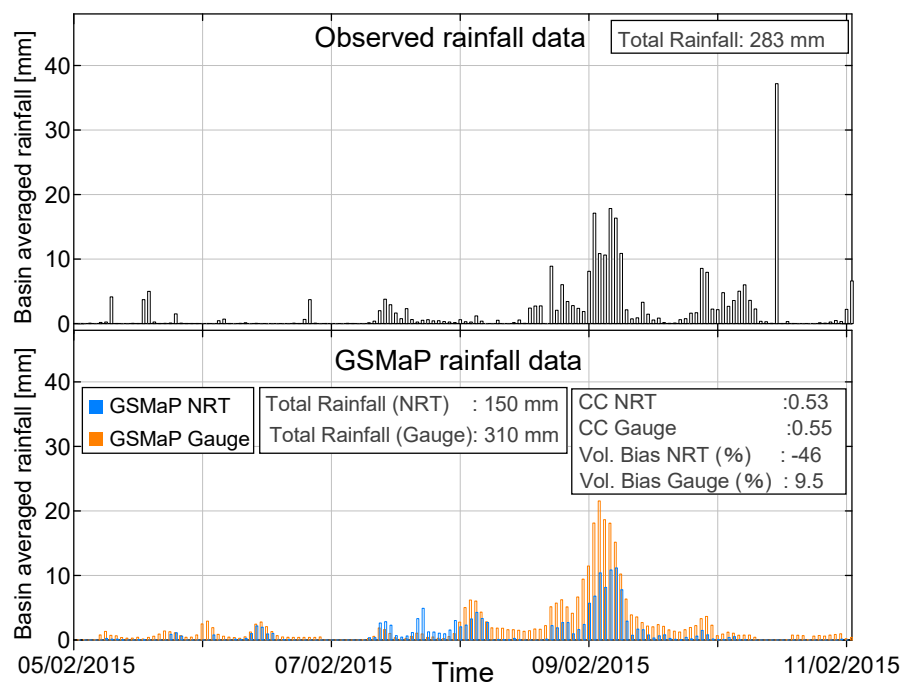 Observed rainfall data
Total Rainfall: 283 mm
Basin averaged rainfall [mm]
40
30
20
10
0
GSMaP rainfall data
GSMaP NRT
GSMaP Gauge
Total Rainfall (NRT) : 150 mm
Total Rainfall (Gauge): 310 mm
CC NRT :0.53
CC Gauge :0.55
Vol. Bias NRT (%) : -46
Vol. Bias Gauge (%) : 9.5
Basin averaged rainfall [mm]
40
30
20
10
0
05/02/2015 07/02/2015 09/02/2015 11/02/2015
Time